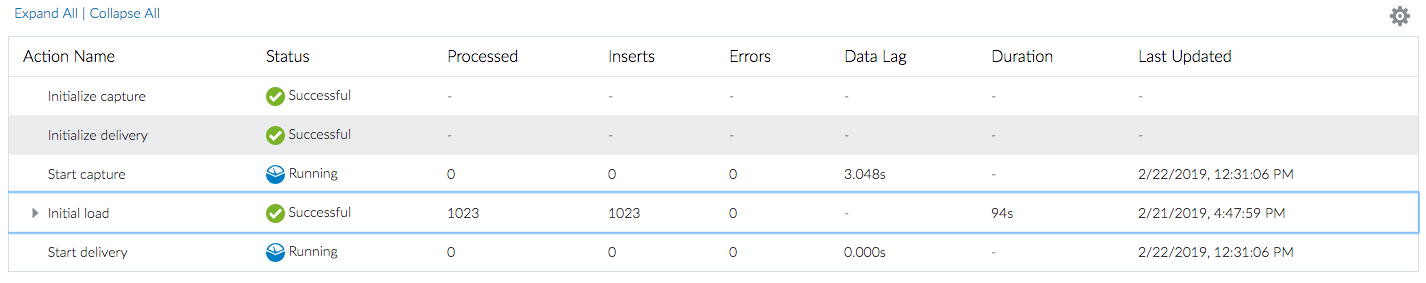 Expand All | Collapse All
Action Name Status Processed Inserts Errors Data Lag Duration Last Updated
Initialize capture Successful - - - - - -
Initialize delivery Successful - - - - - -
Start capture Running 0 0 0 3.048s - 2/22/2019, 12:31:06 PM
Initial load Successful 1023 1023 0 - 94s 2/21/2019, 4:47:59 PM
Start delivery Running 0 0 0 0.000s - 2/22/2019, 12:31:06 PM